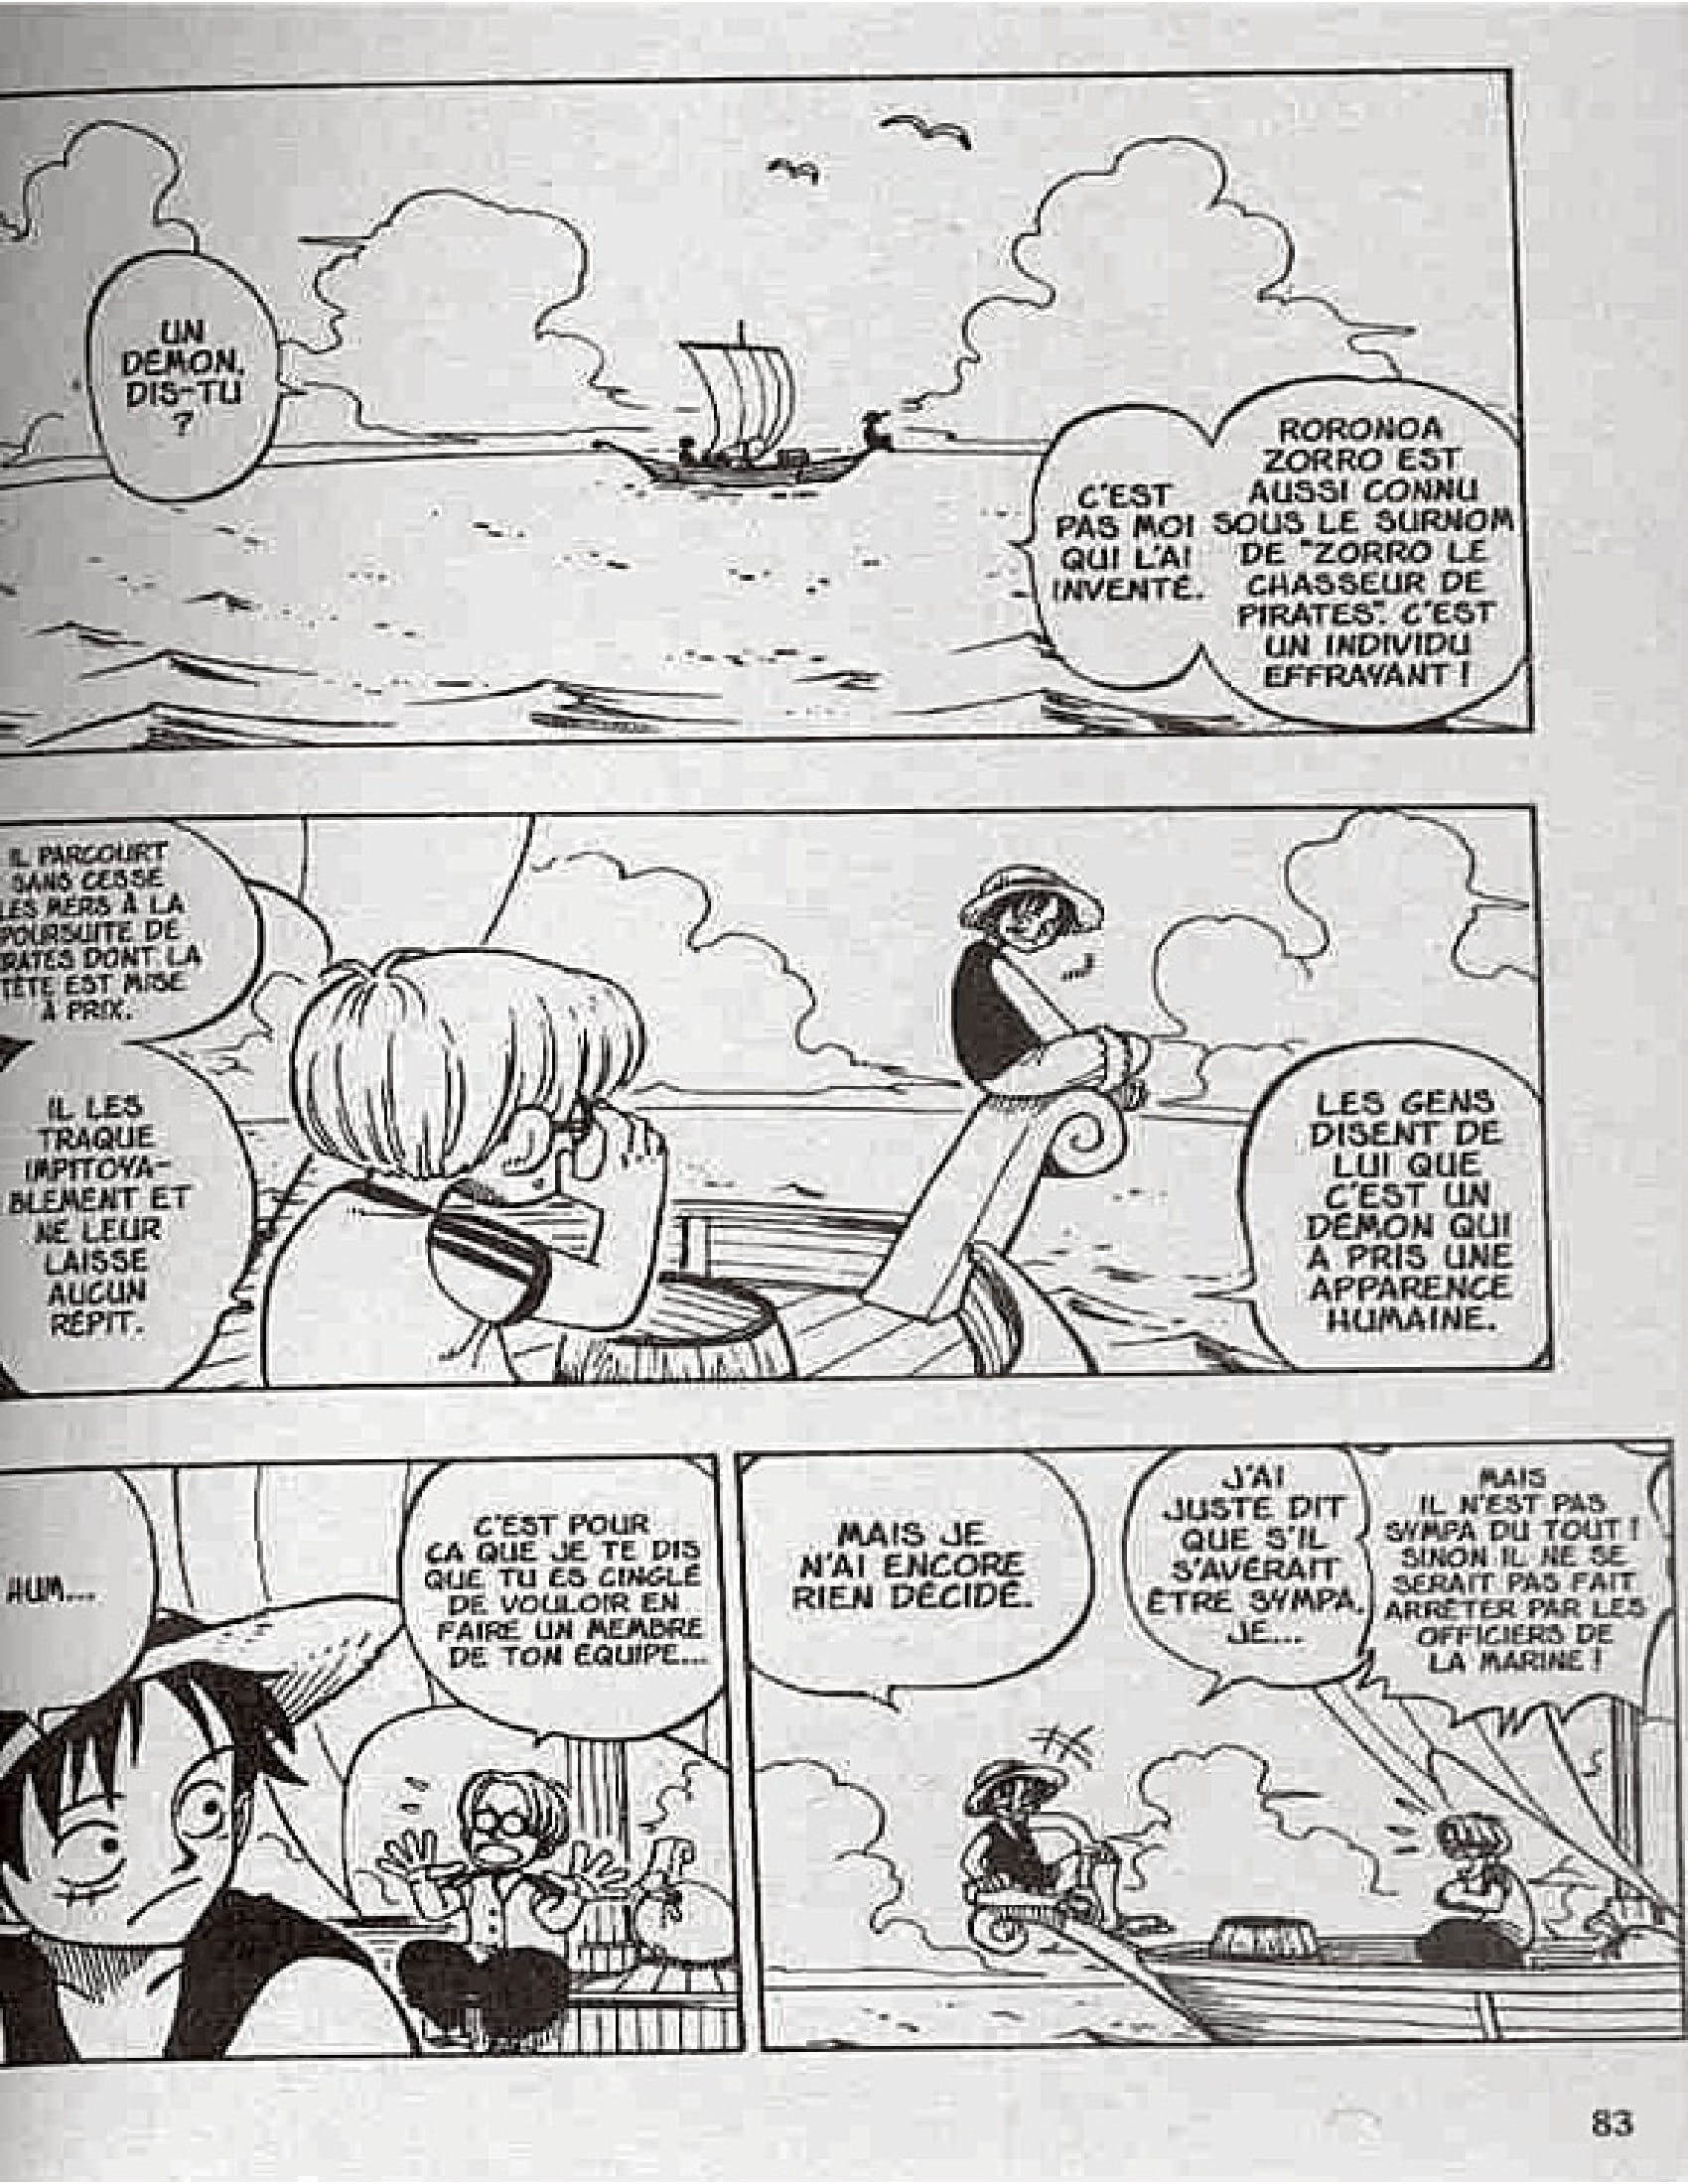 RORONOA
ZORRO EST
AUSSI CONNU
SOUS LE SURNOM
DE "ZORRO LE
CHASSEUR DE
PIRATES". C'EST
UN INDIVIDU
EFFRAYANT !
C'EST
PAS MOI
QUI L'AI
INVENTÉ.
UN
DÉMON,
DIS-TU
?
LES GENS
DISENT DE
LUI QUE
C'EST UN
DÉMON QUI
A PRIS UNE
APPARENCE
HUMAINE.
IL PARCOURT
SANS CESSE
LES MERS À LA
POURSUITE DE
RATES DONT LA
TÊTE EST MISE
À PRIX.
IL LES
TRAQUE
IMPITOYA-
BLEMENT ET
NE LEUR
LAISSE
AUCUN
RÉPIT.
MAIS
IL N'EST PAS
SYMPA DU TOUT !
SINON IL NE SE
SERAIT PAS FAIT
ARRÊTER PAR LES
OFFICIERS DE
LA MARINE !
J'AI
JUSTE DIT
QUE S'IL
S'AVÉRAIT
ÊTRE SYMPA,
JE...
MAIS JE
N'AI ENCORE
RIEN DÉCIDÉ.
C'EST POUR
ÇA QUE JE TE DIS
QUE TU ES CINGLÉ
DE VOULOIR EN
FAIRE UN MEMBRE
DE TON ÉQUIPE...
HUM...
83